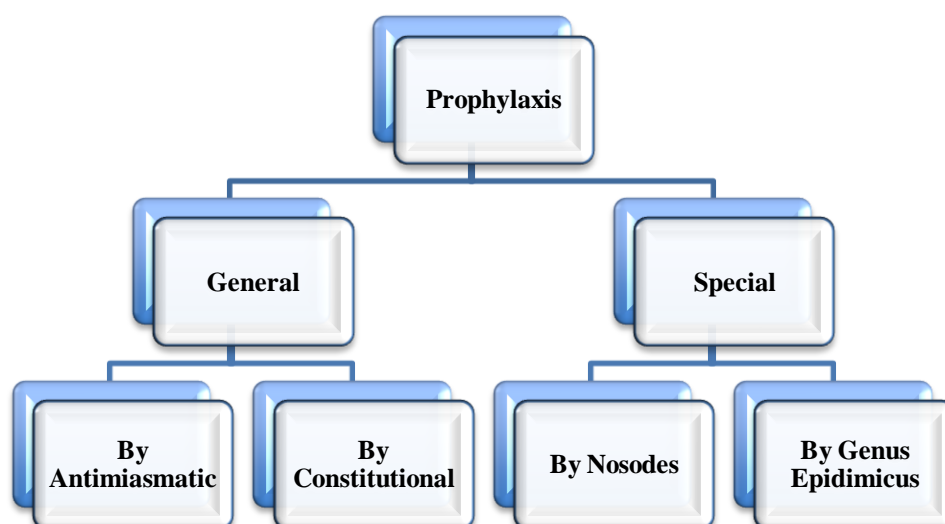 Prophylaxis
General
Special
By
Antimiasmatic
By
Constitutional
By Nosodes
By Genus
Epidimicus